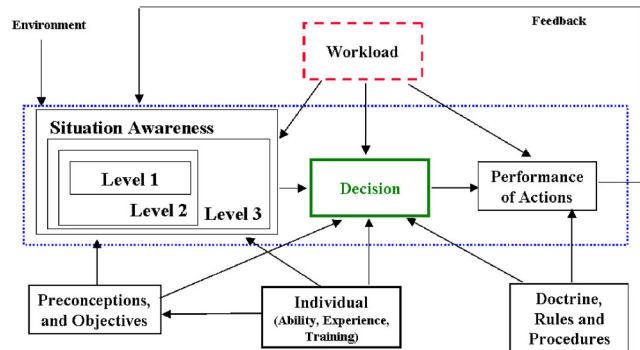 Environment
Feedback
Workload
Situation Awareness
Level 1
Level 2
Level 3
Decision
Performance
of Actions
Preconceptions,
and Objectives
Individual
(Ability, Experience,
Training)
Doctrine,
Rules and
Procedures